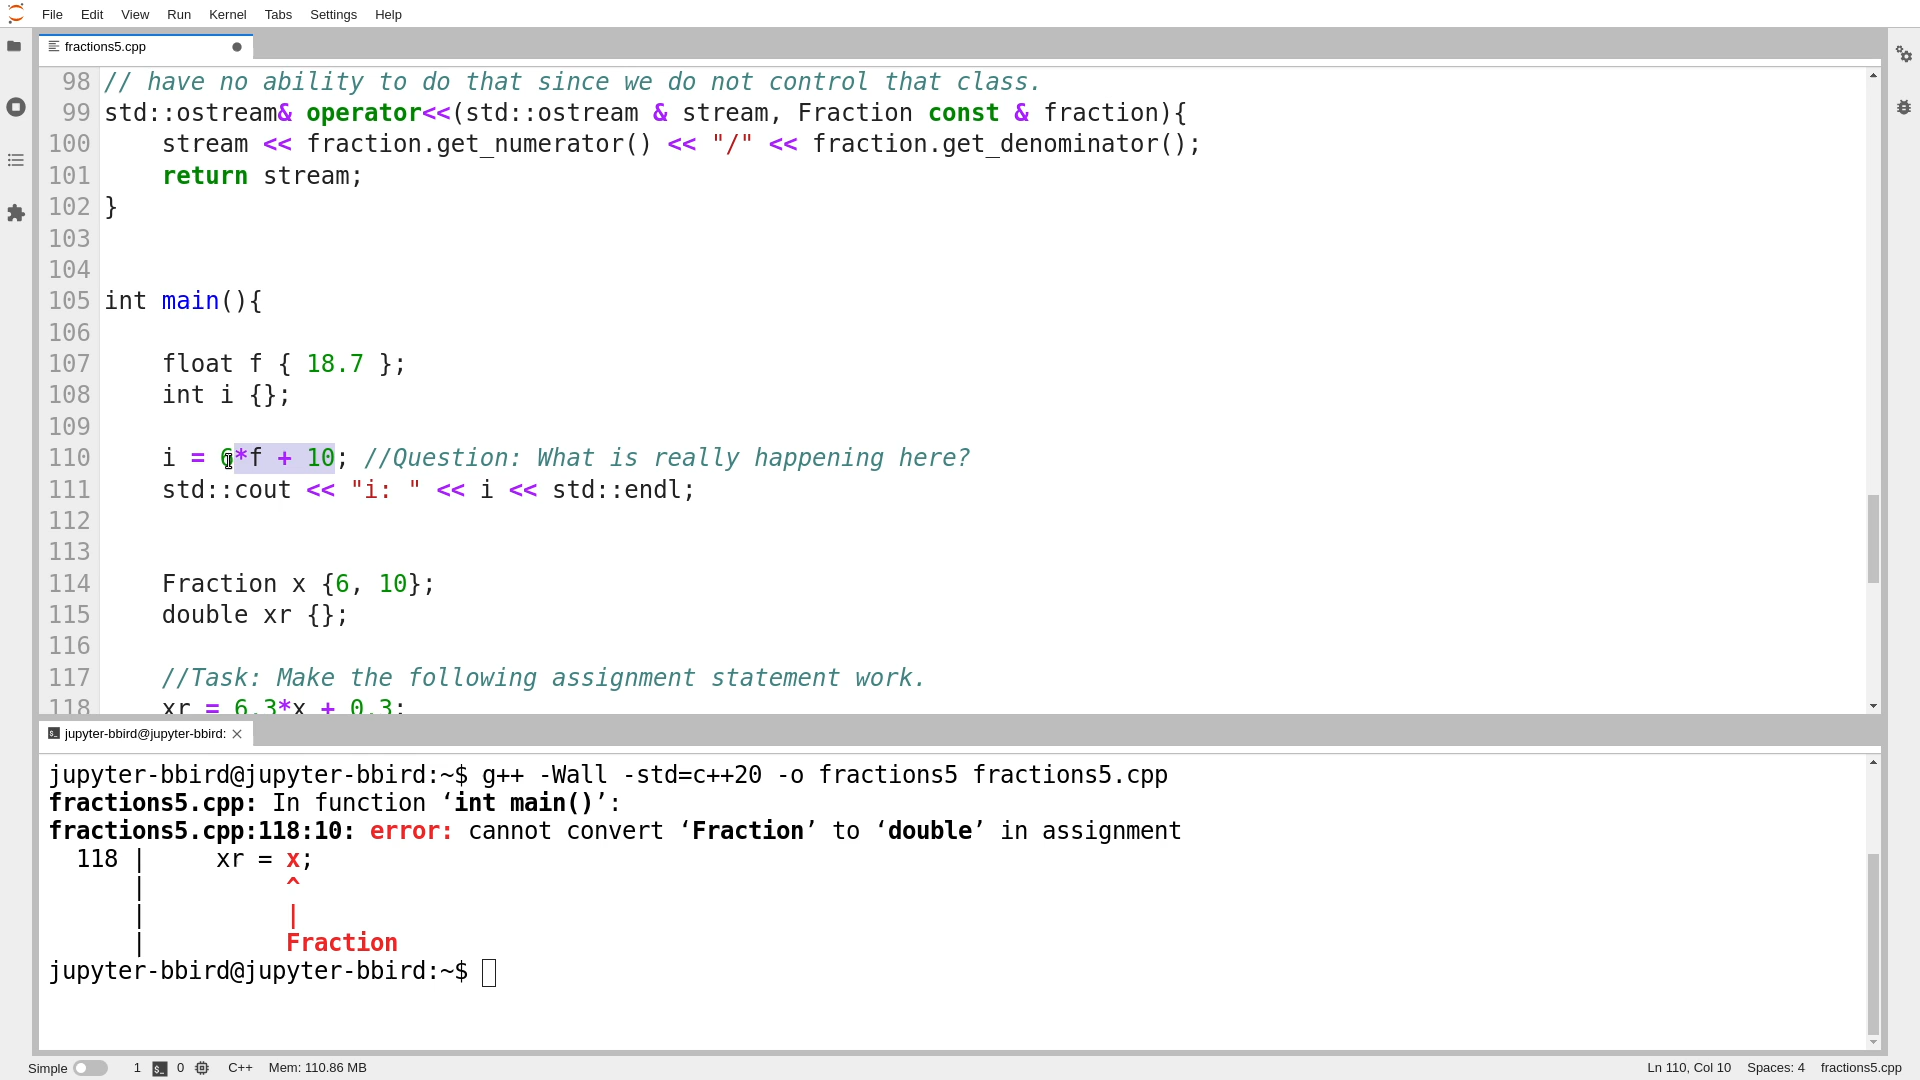 File Edit View Run Kernel Tabs Settings Help
fractions5.cpp
98 // have no ability to do that since we do not control that class.
99 std::ostream& operator<<(std::ostream & stream, Fraction const & fraction){
100     stream << fraction.get_numerator() << "/" << fraction.get_denominator();
101     return stream;
102 }
103
104
105 int main(){
106
107     float f { 18.7 };
108     int i {};
109
110     i = 6*f + 10; //Question: What is really happening here?
111     std::cout << "i: " << i << std::endl;
112
113
114     Fraction x {6, 10};
115     double xr {};
116
117     //Task: Make the following assignment statement work.
118     xr = 6.3*x + 0.3;
jupyter-bbird@jupyter-bbird:
jupyter-bbird@jupyter-bbird:~$ g++ -Wall -std=c++20 -o fractions5 fractions5.cpp
fractions5.cpp: In function ‘int main()’:
fractions5.cpp:118:10: error: cannot convert ‘Fraction’ to ‘double’ in assignment
  118 |     xr = x;
      |          ^
      |          |
      |          Fraction
jupyter-bbird@jupyter-bbird:~$
Simple 1 0 C++ Mem: 110.86 MB Ln 110, Col 10 Spaces: 4 fractions5.cpp